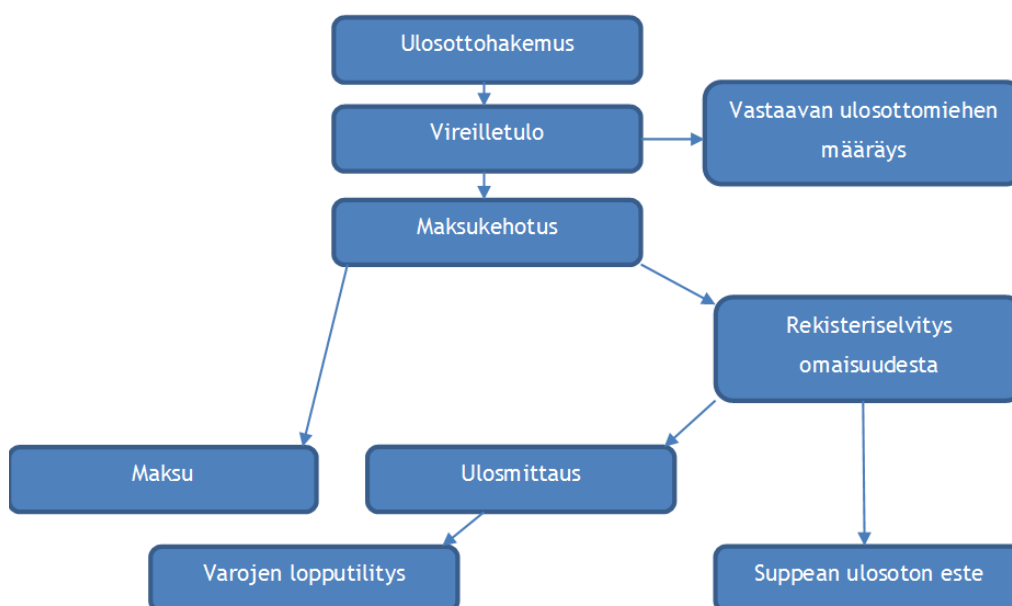 Ulosottohakemus
Vireilletulo
Vastaavan ulosottomiehen
määräys
Maksukehotus
Rekisteriselvitys
omaisuudesta
Maksu
Ulosmittaus
Varojen lopputilitys
Suppean ulosoton este